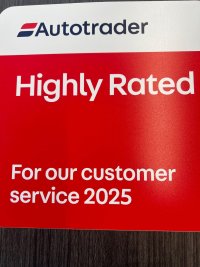 Autotrader
Highly Rated
For our customer
service 2025